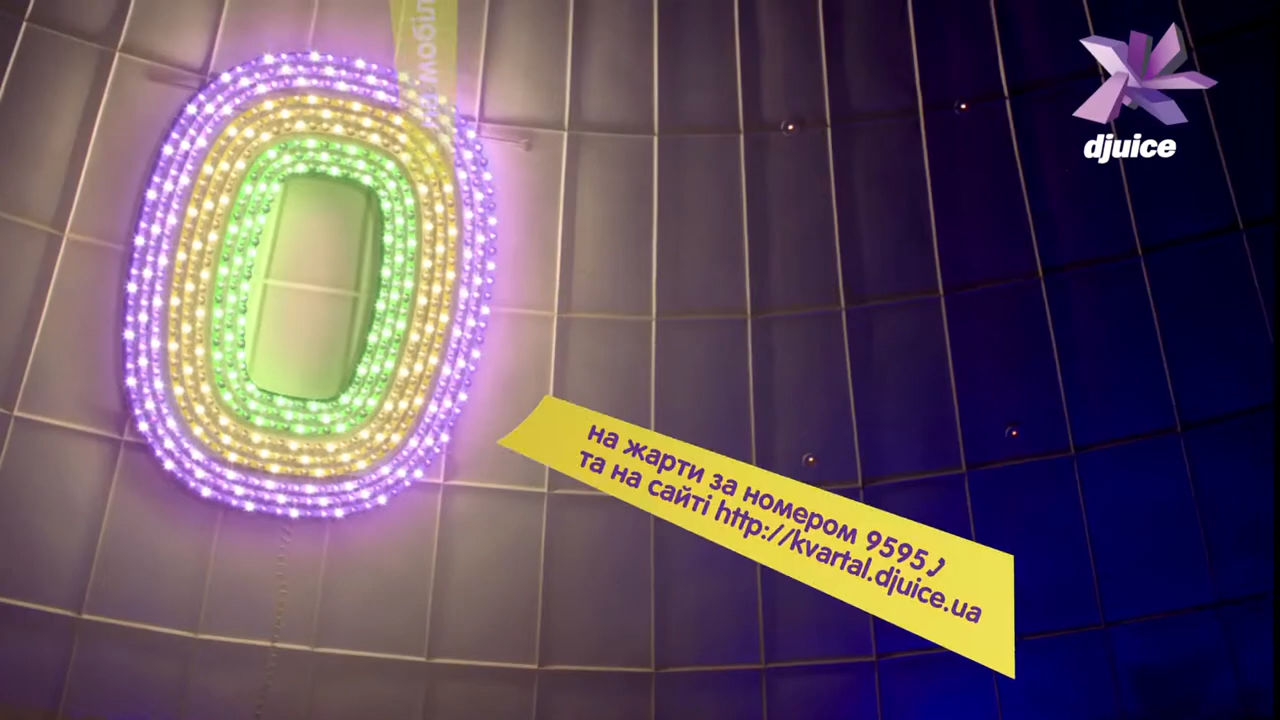 djuice
на жарти за номером 9595
та на сайті http://kvartal.djuice.ua